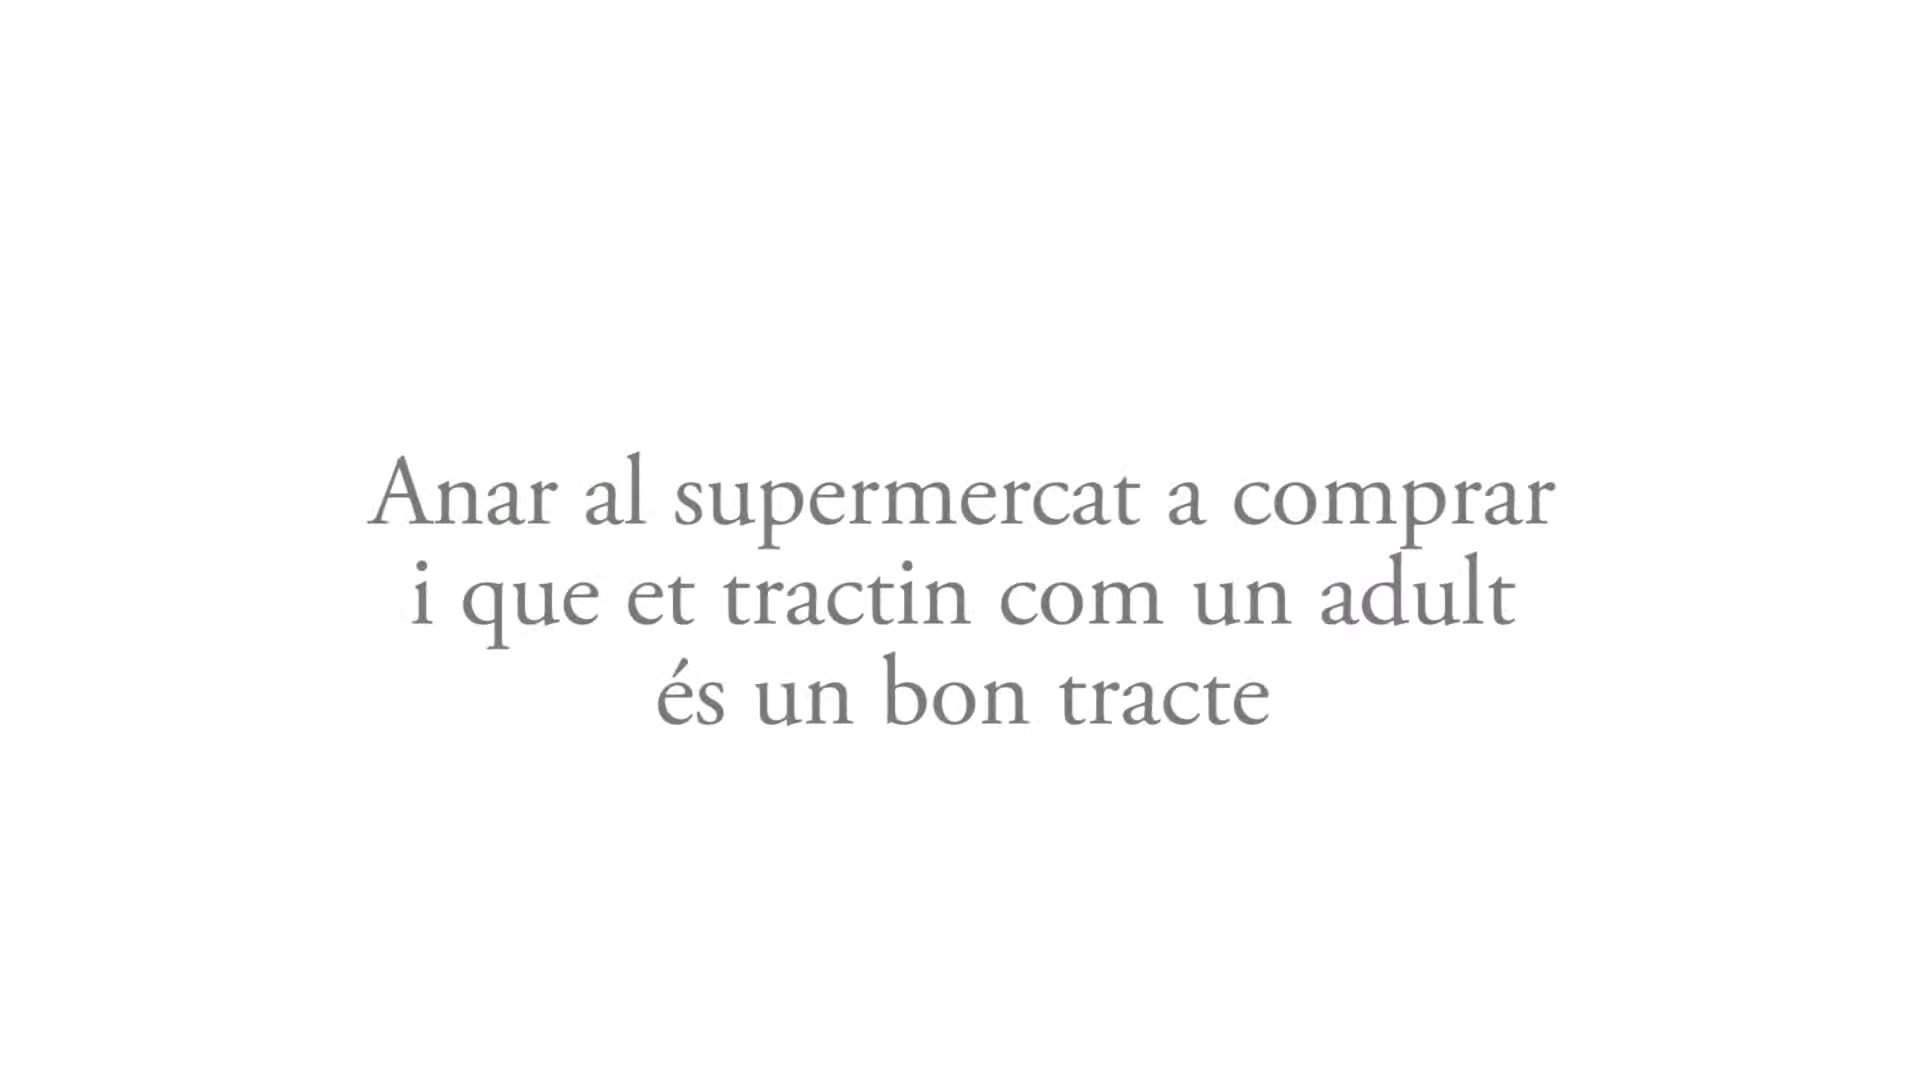 Anar al supermercat a comprar
i que et tractin com un adult
és un bon tracte